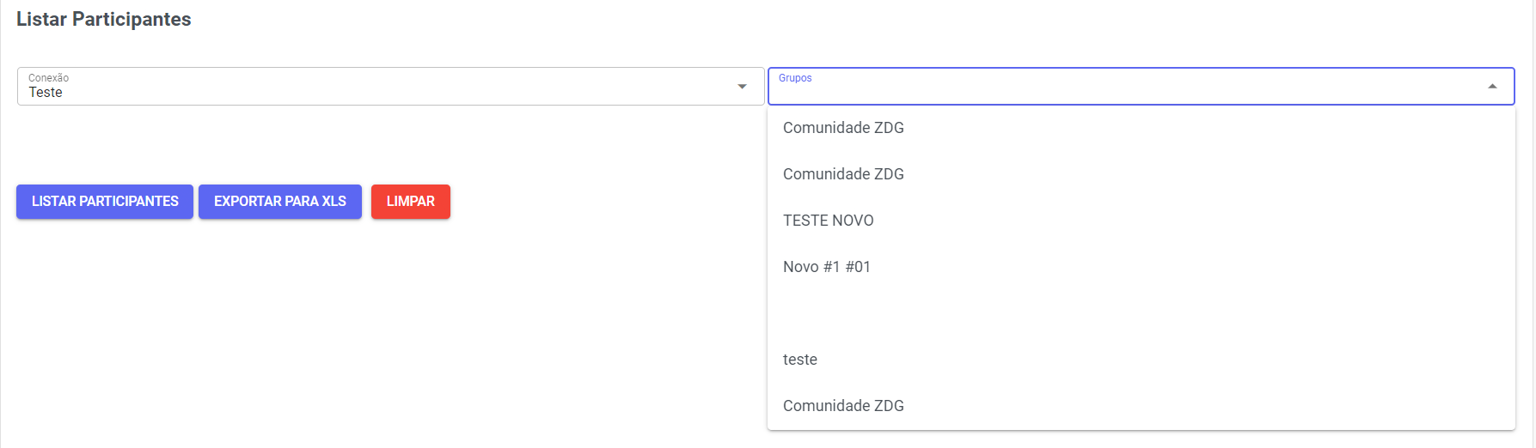 Listar Participantes
Conexão
Teste
Grupos
Comunidade ZDG
Comunidade ZDG
TESTE NOVO
Novo #1 #01
teste
Comunidade ZDG
LISTAR PARTICIPANTES
EXPORTAR PARA XLS
LIMPAR